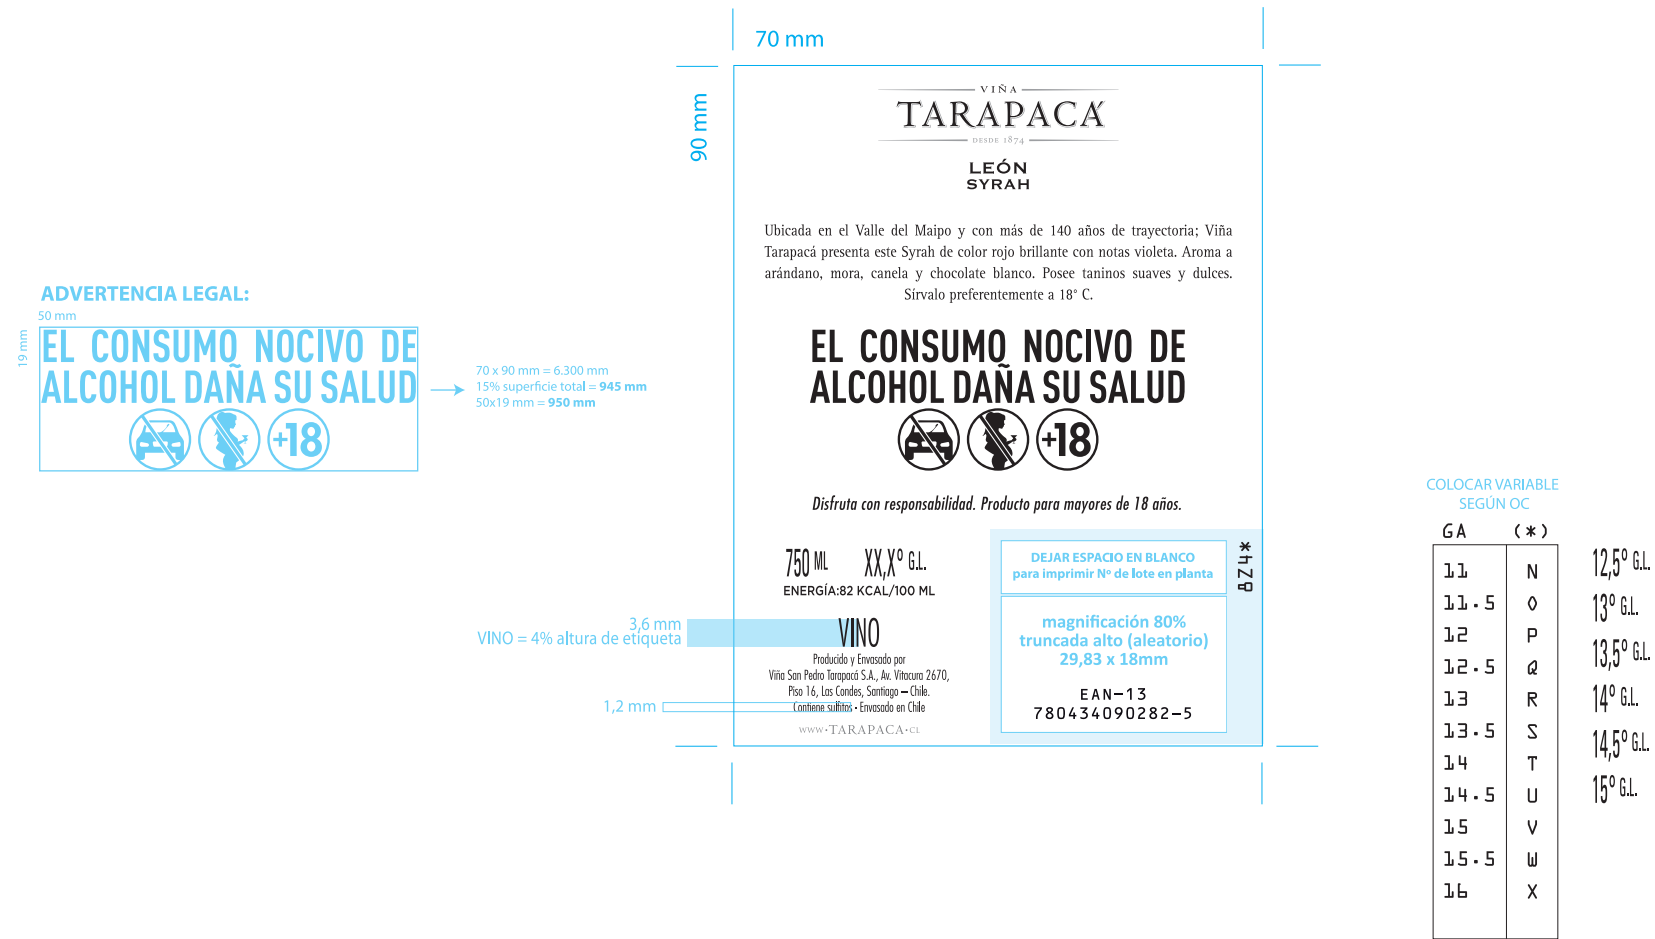 70 mm
90 mm
VIÑA
TARAPACÁ
DESDE 1874
LEÓN
SYRAH
Ubicada en el Valle del Maipo y con más de 140 años de trayectoria; Viña
Tarapacá presenta este Syrah de color rojo brillante con notas violeta. Aroma a
arándano, mora, canela y chocolate blanco. Posee taninos suaves y dulces.
Sírvalo preferentemente a 18° C.
ADVERTENCIA LEGAL:
50 mm
19 mm
EL CONSUMO NOCIVO DE
ALCOHOL DAÑA SU SALUD
+18
70 x 90 mm = 6.300 mm
15% superficie total = 945 mm
50x19 mm = 950 mm
EL CONSUMO NOCIVO DE
ALCOHOL DAÑA SU SALUD
+18
Disfruta con responsabilidad. Producto para mayores de 18 años.
750 ML XX,X° G.L.
ENERGÍA:82 KCAL/100 ML
3,6 mm
VINO = 4% altura de etiqueta
VINO
Producido y Envasado por
Viña San Pedro Tarapacá S.A., Av. Vitacura 2670,
Piso 16, Las Condes, Santiago – Chile.
1,2 mm
Contiene sulfitos • Envasado en Chile
WWW•TARAPACA•CL
DEJAR ESPACIO EN BLANCO
para imprimir Nº de lote en planta
magnificación 80%
truncada alto (aleatorio)
29,83 x 18mm
EAN-13
780434090282-5
8Z4*
COLOCAR VARIABLE
SEGÚN OC
GA (*)
11 N
11.5 O
12 P
12.5 Q
13 R
13.5 S
14 T
14.5 U
15 V
15.5 W
16 X
12,5° G.L.
13° G.L.
13,5° G.L.
14° G.L.
14,5° G.L.
15° G.L.